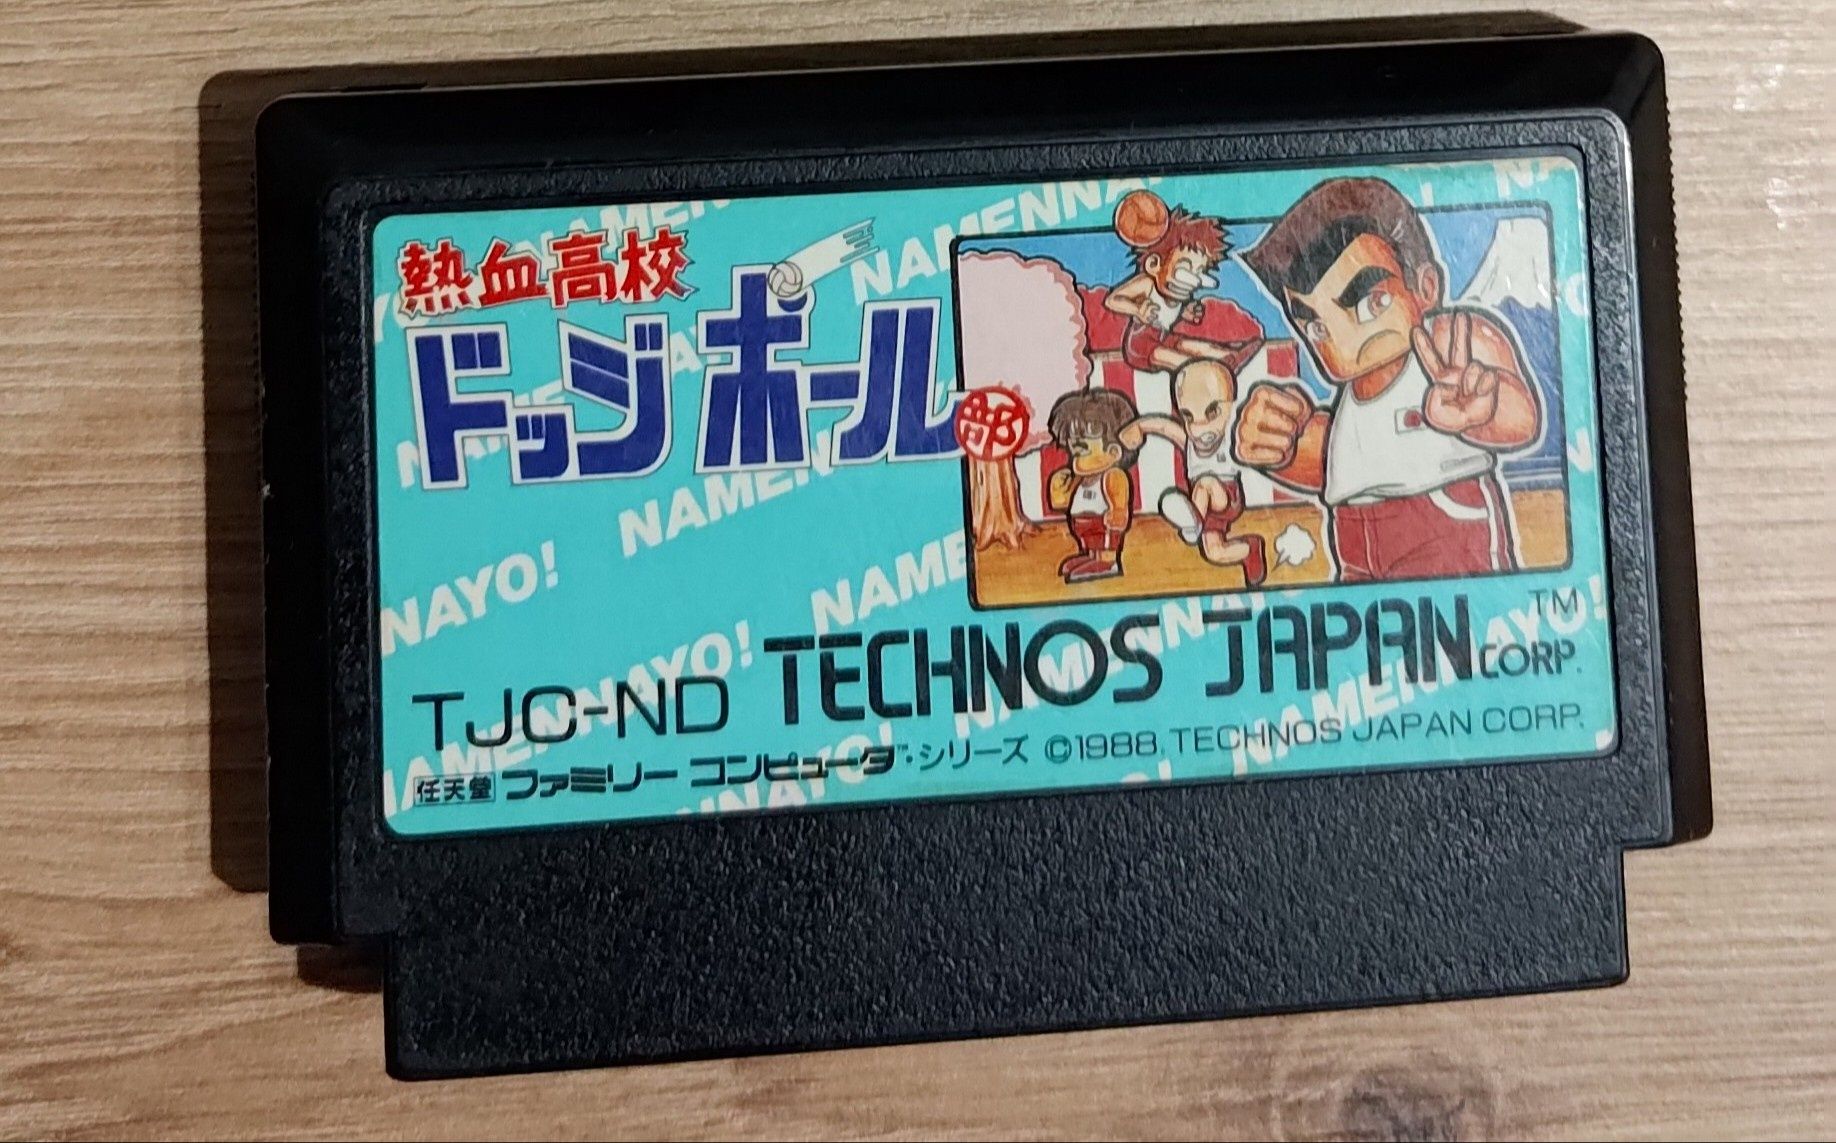 熱血高校
ドッジボール部
NAMENNAYO!
TJC-ND TECHNOS JAPAN CORP.™
任天堂 ファミリーコンピュータ™・シリーズ ©1988 TECHNOS JAPAN CORP.